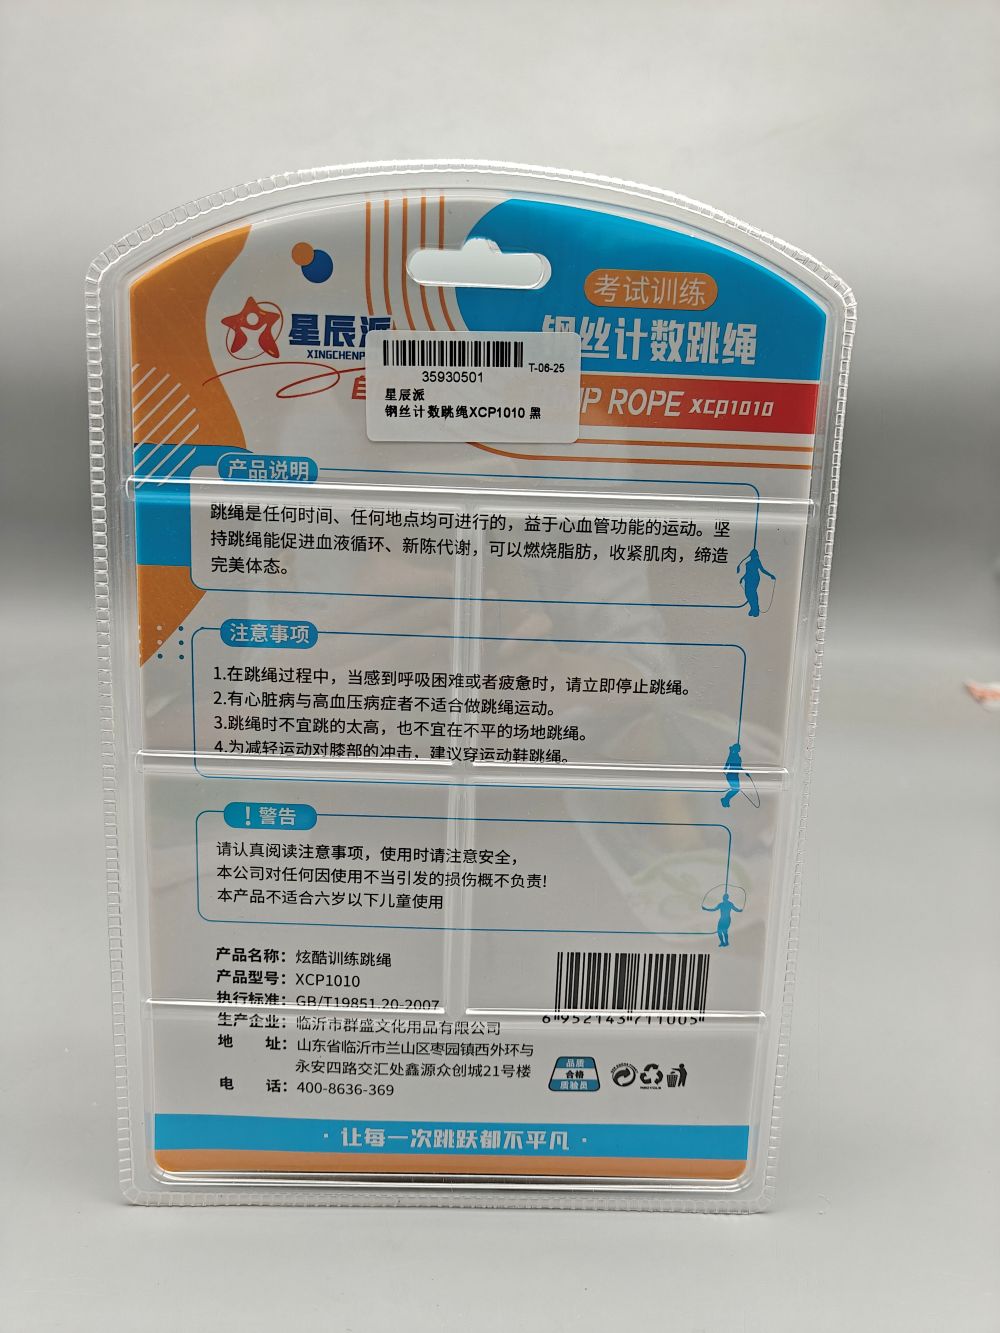 考试训练
星辰派
XINGCHENP
钢丝计数跳绳
ROPE XCP1010
T-06-25
35930501
星辰派
钢丝计数跳绳XCP1010 黑
产品说明
跳绳是任何时间、任何地点均可进行的，益于心血管功能的运动。坚
持跳绳能促进血液循环、新陈代谢，可以燃烧脂肪，收紧肌肉，缔造
完美体态。
注意事项
1.在跳绳过程中，当感到呼吸困难或者疲惫时，请立即停止跳绳。
2.有心脏病与高血压病症者不适合做跳绳运动。
3.跳绳时不宜跳的太高，也不宜在不平的场地跳绳。
4.为减轻运动对膝部的冲击，建议穿运动鞋跳绳。
！警告
请认真阅读注意事项，使用时请注意安全，
本公司对任何因使用不当引发的损伤概不负责!
本产品不适合六岁以下儿童使用
产品名称：炫酷训练跳绳
产品型号：XCP1010
执行标准：GB/T19851.20-2007
生产企业：临沂市群盛文化用品有限公司
地 址：山东省临沂市兰山区枣园镇西外环与
永安四路交汇处鑫源众创城21号楼
电 话：400-8636-369
6 952143 711005
品质
合格
质验员
·让每一次跳跃都不平凡·